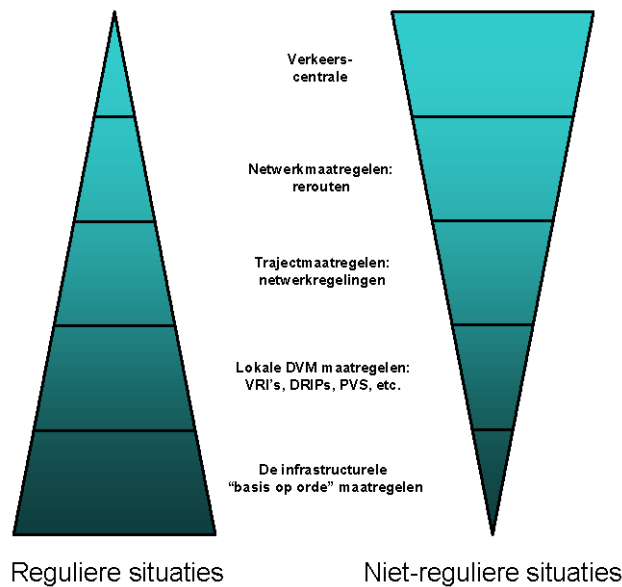 Verkeers-
centrale
Netwerkmaatregelen:
rerouten
Trajectmaatregelen:
netwerkregelingen
Lokale DVM maatregelen:
VRI's, DRIPs, PVS, etc.
De infrastructurele
“basis op orde” maatregelen
Reguliere situaties
Niet-reguliere situaties